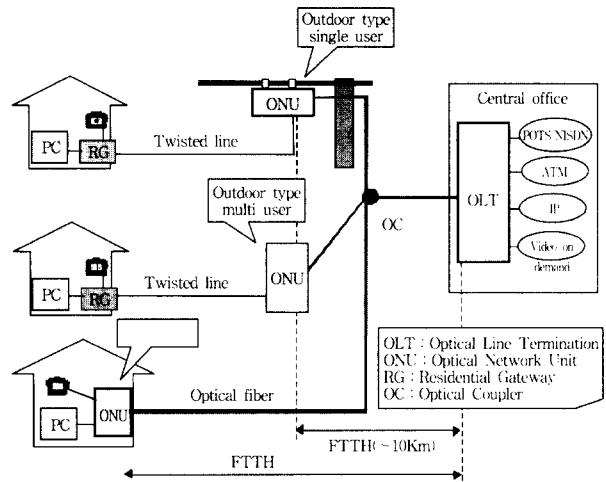 Outdoor type
single user
ONU
Central office
PC
RG
Twisted line
POTS/NISDN
ATM
IP
Video on
demand
OLT
OC
Outdoor type
multi user
ONU
PC
RG
Twisted line
OLT : Optical Line Termination
ONU : Optical Network Unit
RG : Residential Gateway
OC : Optical Coupler
PC
ONU
Optical fiber
FTTH(~10Km)
FTTH